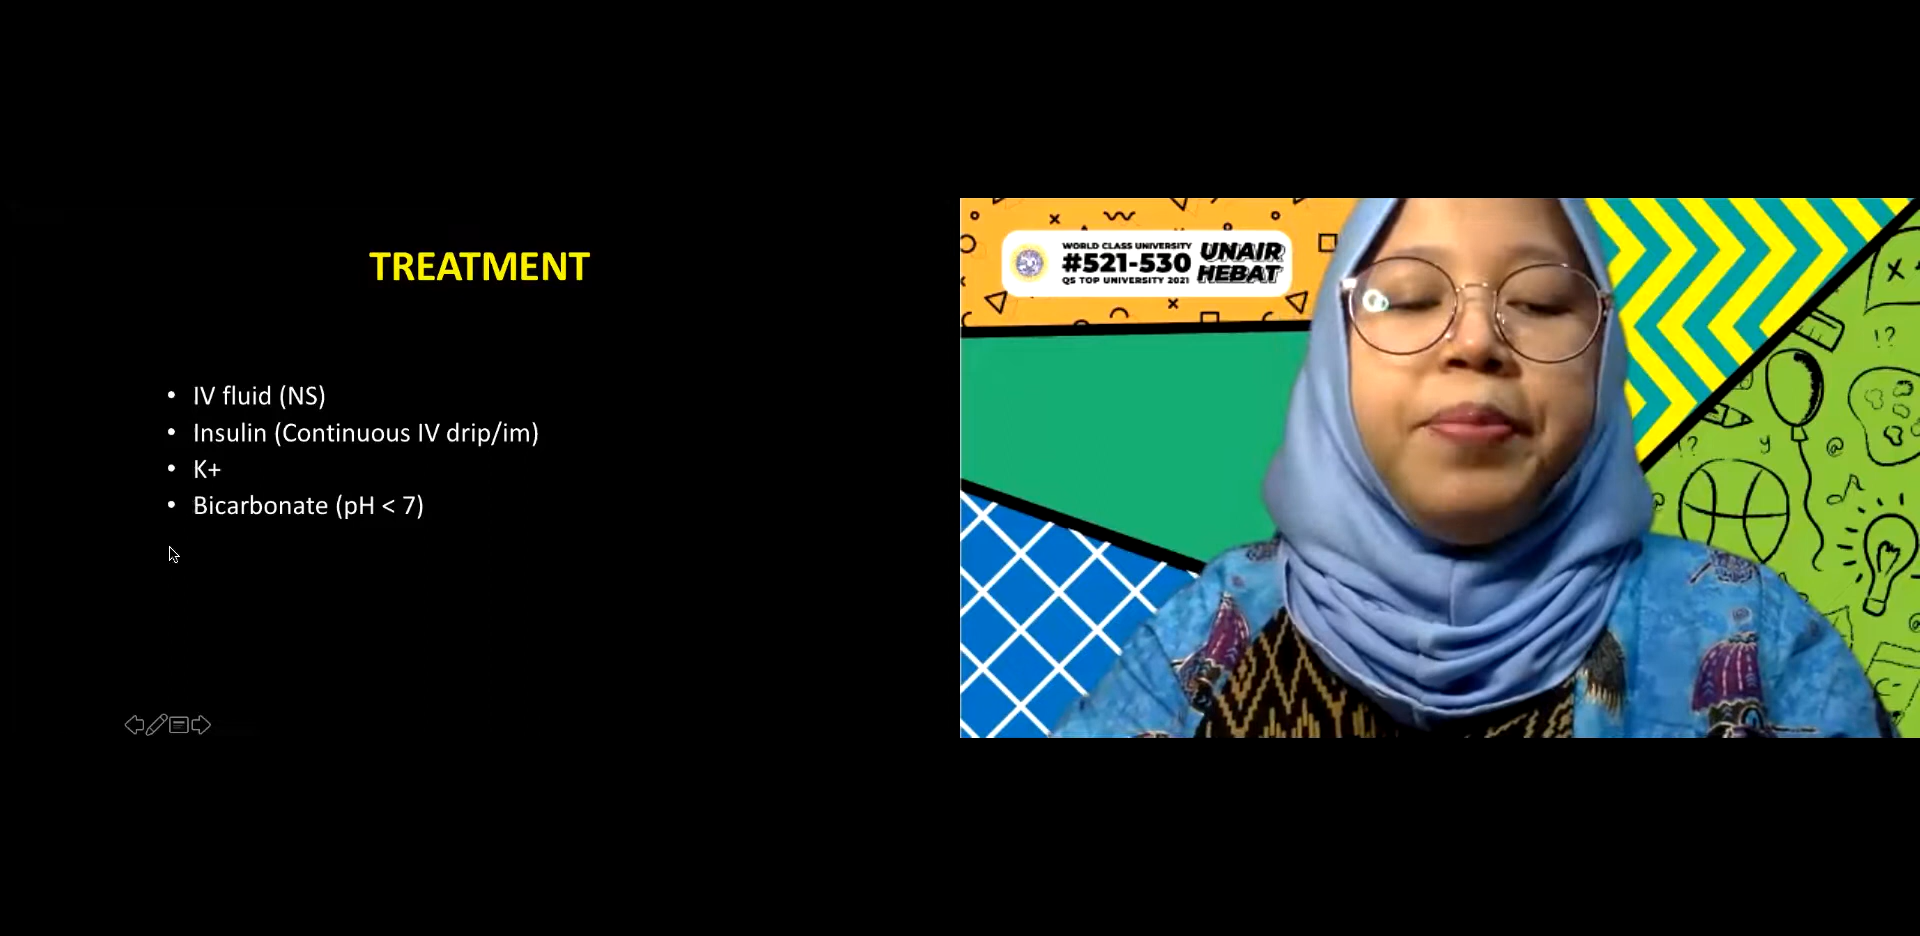 TREATMENT
• IV fluid (NS)
• Insulin (Continuous IV drip/im)
• K+
• Bicarbonate (pH < 7)
WORLD CLASS UNIVERSITY
#521-530
QS TOP UNIVERSITY 2021
UNAIR
HEBAT